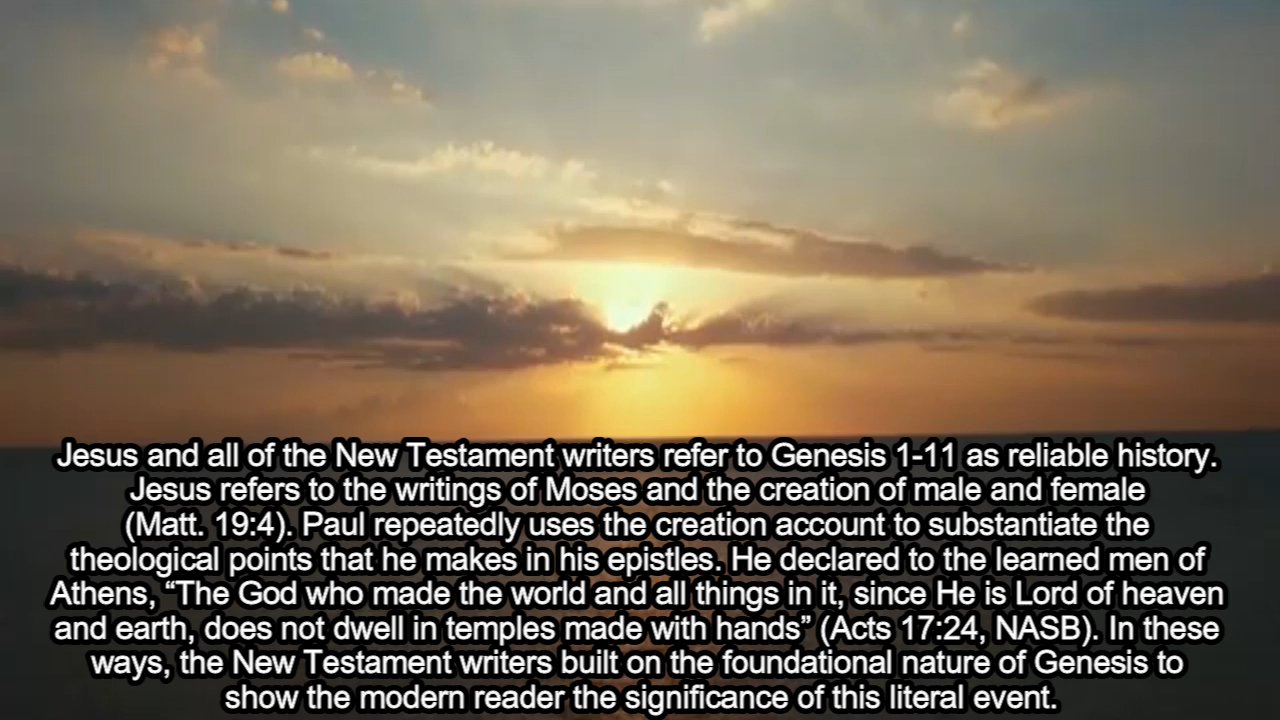 Jesus and all of the New Testament writers refer to Genesis 1-11 as reliable history.
Jesus refers to the writings of Moses and the creation of male and female
(Matt. 19:4). Paul repeatedly uses the creation account to substantiate the
theological points that he makes in his epistles. He declared to the learned men of
Athens, “The God who made the world and all things in it, since He is Lord of heaven
and earth, does not dwell in temples made with hands” (Acts 17:24, NASB). In these
ways, the New Testament writers built on the foundational nature of Genesis to
show the modern reader the significance of this literal event.